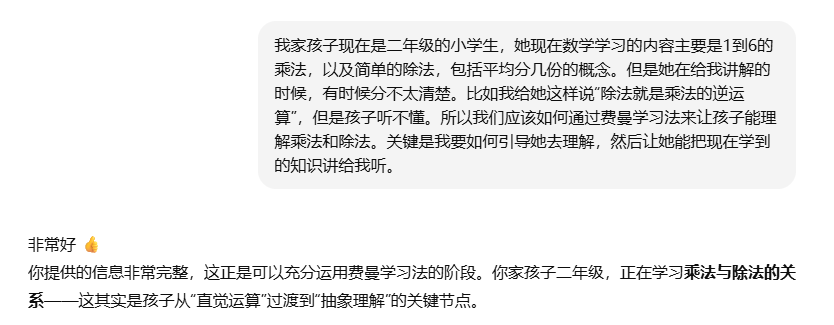 我家孩子现在是二年级的小学生，她现在数学学习的内容主要是1到6的
乘法，以及简单的除法，包括平均分几份的概念。但是她在给我讲解的
时候，有时候分不太清楚。比如我给她这样说“除法就是乘法的逆运
算”，但是孩子听不懂。所以我们应该如何通过费曼学习法来让孩子能理
解乘法和除法。关键是我要如何引导她去理解，然后让她能把现在学到
的知识讲给我听。
非常好 👍
你提供的信息非常完整，这正是可以充分运用费曼学习法的阶段。你家孩子二年级，正在学习乘法与除法的关
系——这其实是孩子从“直觉运算”过渡到“抽象理解”的关键节点。